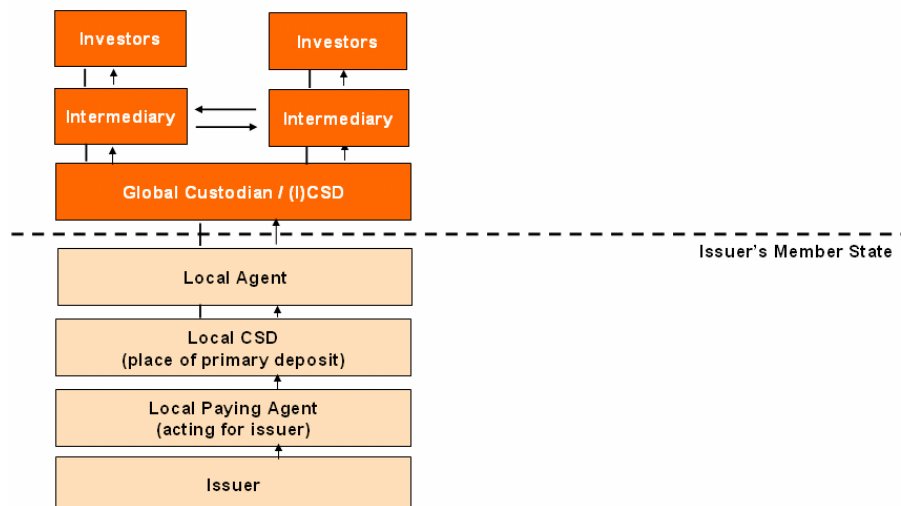 Investors
Investors
Intermediary
Intermediary
Global Custodian / (I)CSD
Issuer's Member State
Local Agent
Local CSD
(place of primary deposit)
Local Paying Agent
(acting for issuer)
Issuer